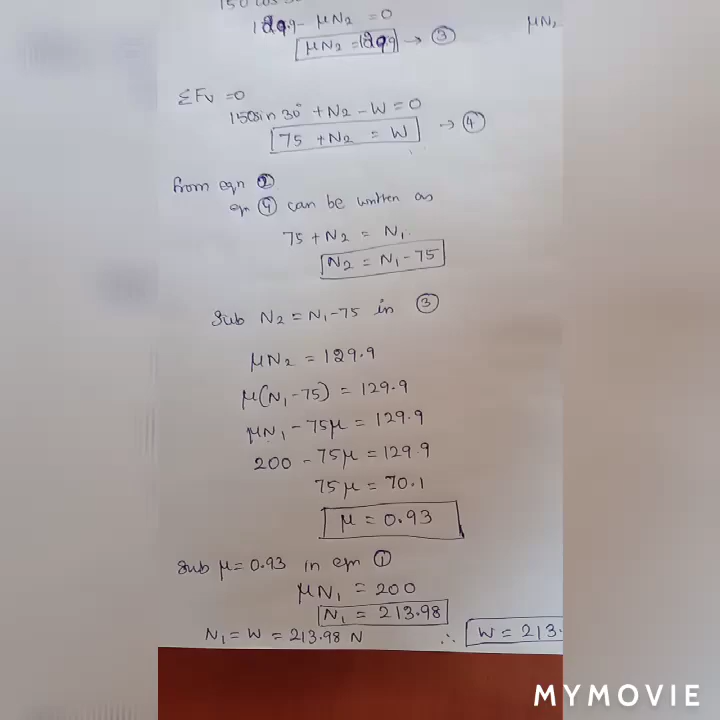 129.9 - μN₂ = 0
μN₂ = 129.9 → ③
μN₂
ΣFv = 0
150sin 30° + N₂ - W = 0
75 + N₂ = W → ④
from eqn ②
eqn ④ can be written as
75 + N₂ = N₁
N₂ = N₁ - 75
Sub N₂ = N₁ - 75 in ③
μN₂ = 129.9
μ(N₁ - 75) = 129.9
μN₁ - 75μ = 129.9
200 - 75μ = 129.9
75μ = 70.1
μ = 0.93
Sub μ = 0.93 in eqn ①
μN₁ = 200
N₁ = 213.98
N₁ = W = 213.98 N ∴ W = 213.
MYMOVIE